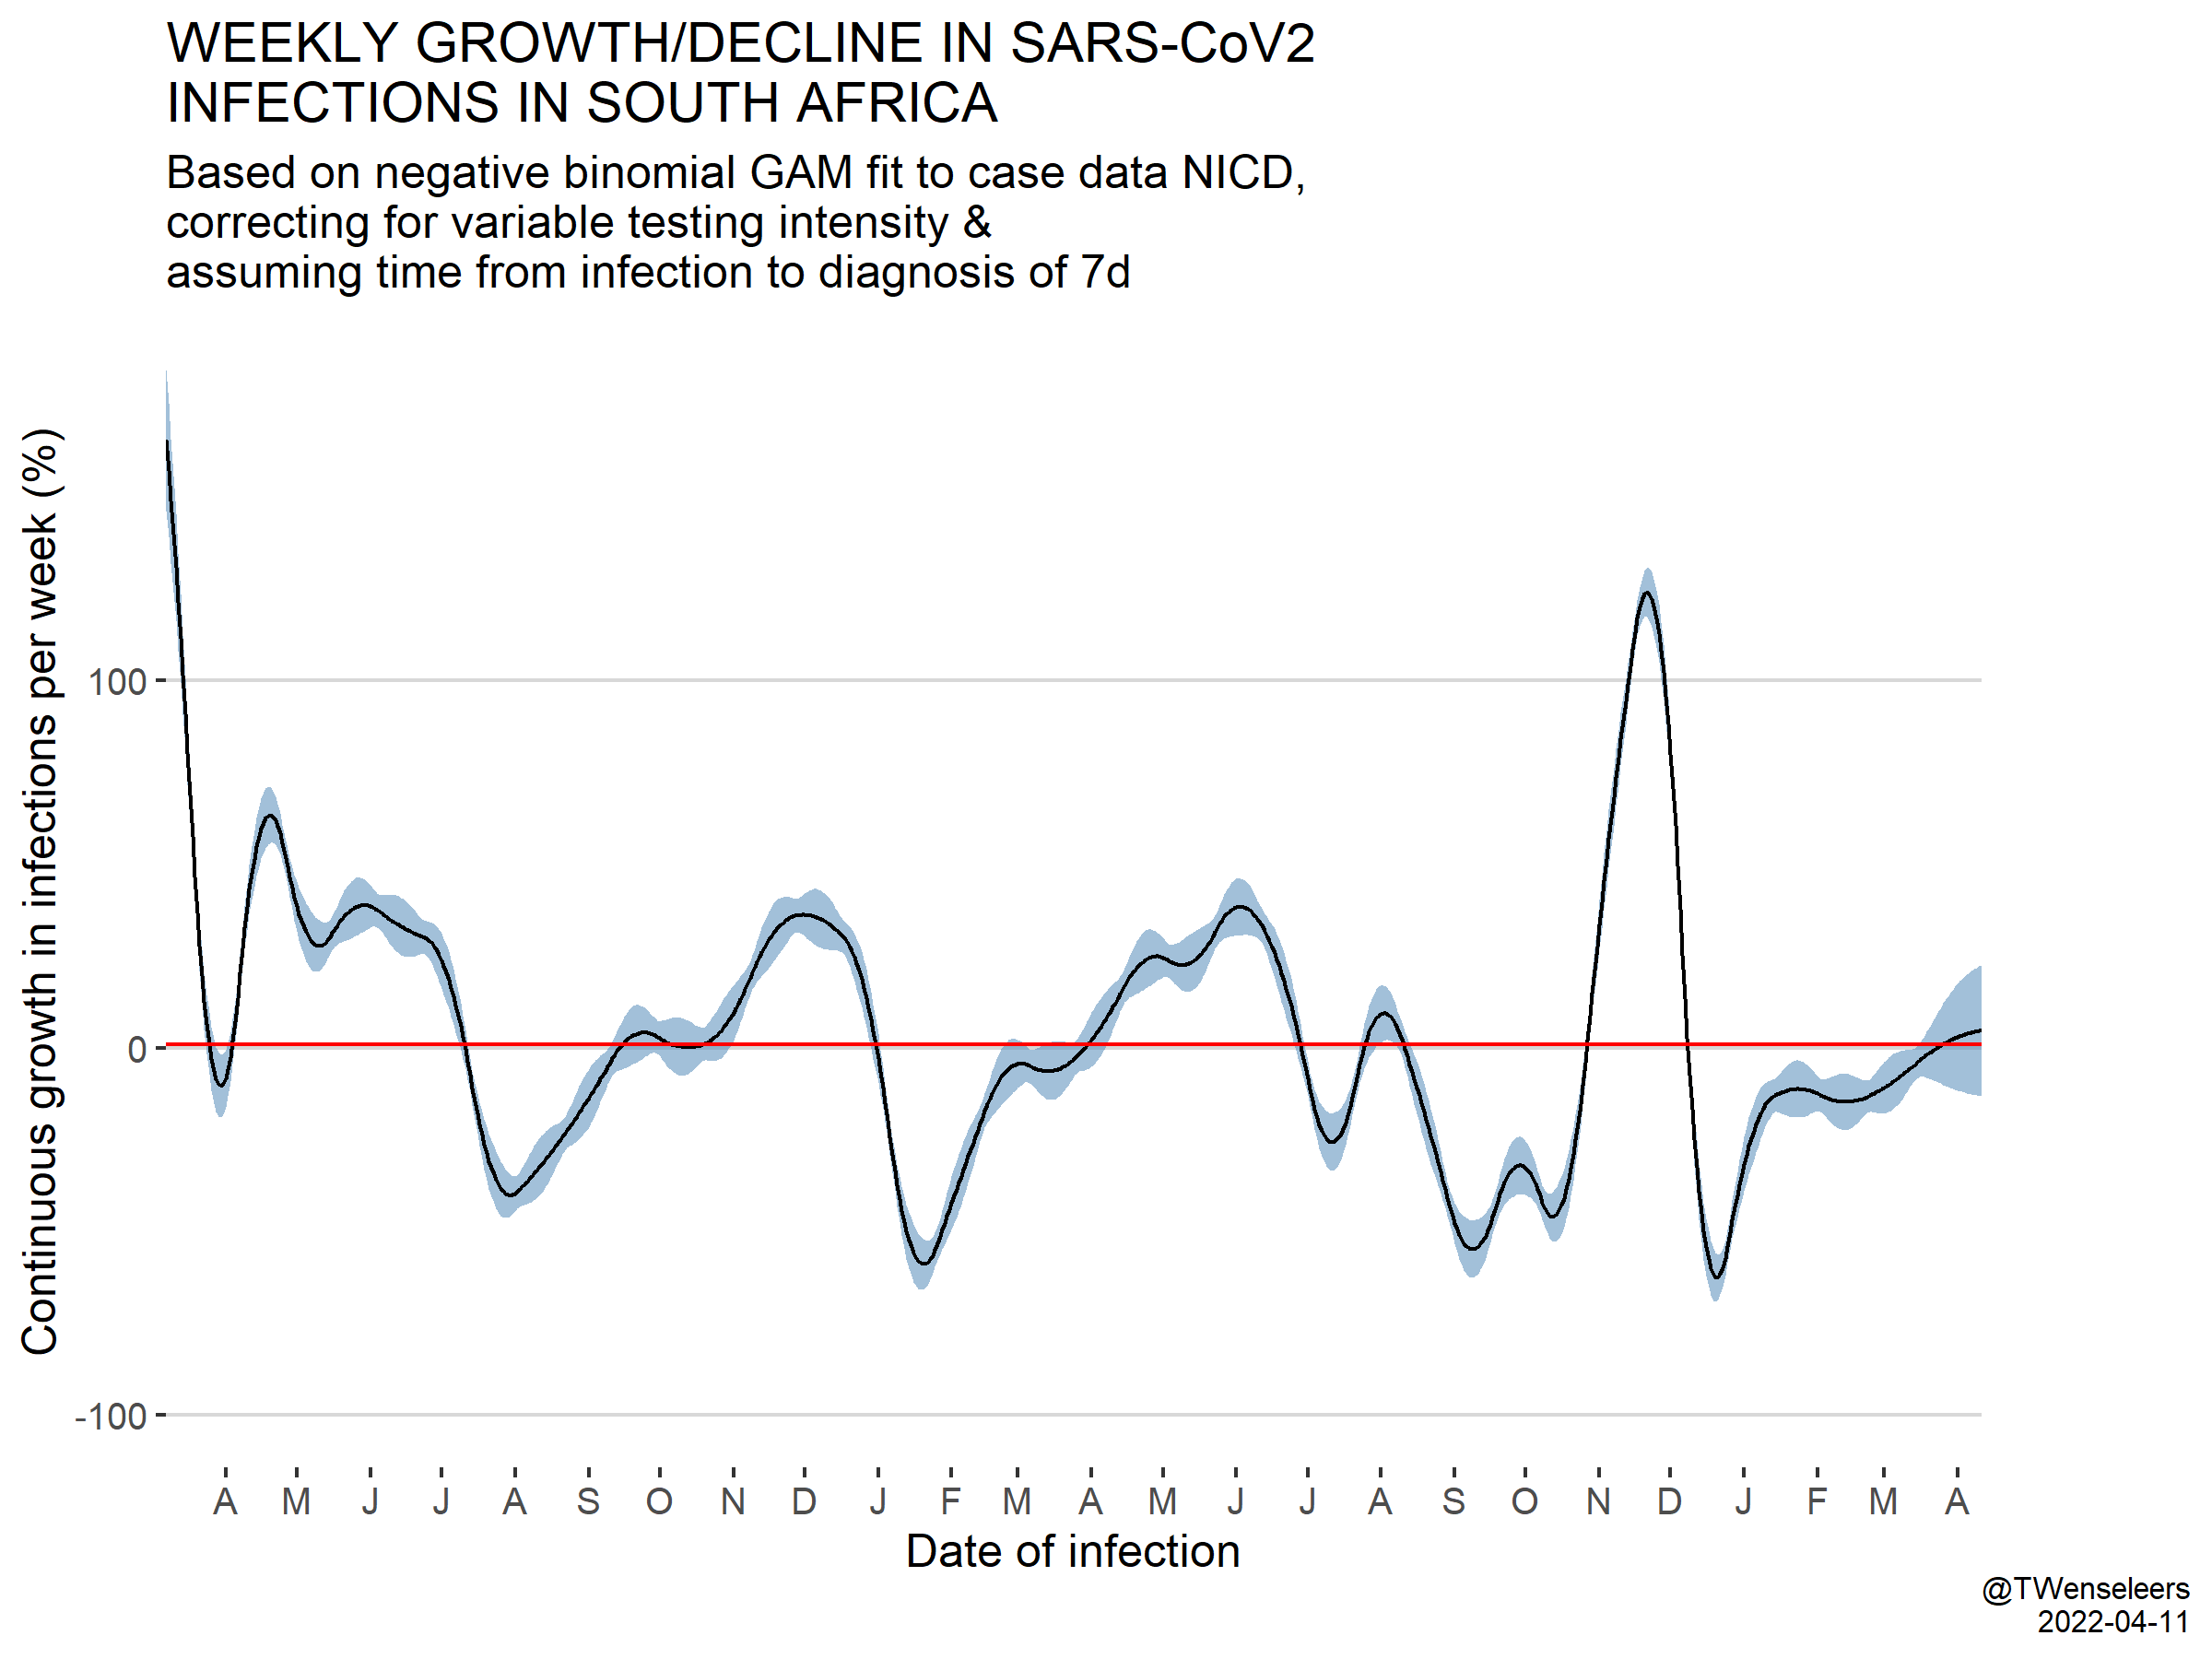 WEEKLY GROWTH/DECLINE IN SARS-CoV2
INFECTIONS IN SOUTH AFRICA
Based on negative binomial GAM fit to case data NICD,
correcting for variable testing intensity &
assuming time from infection to diagnosis of 7d
Continuous growth in infections per week (%)
100
0
-100
A M J J A S O N D J F M A M J J A S O N D J F M A
Date of infection
@TWenseleers
2022-04-11